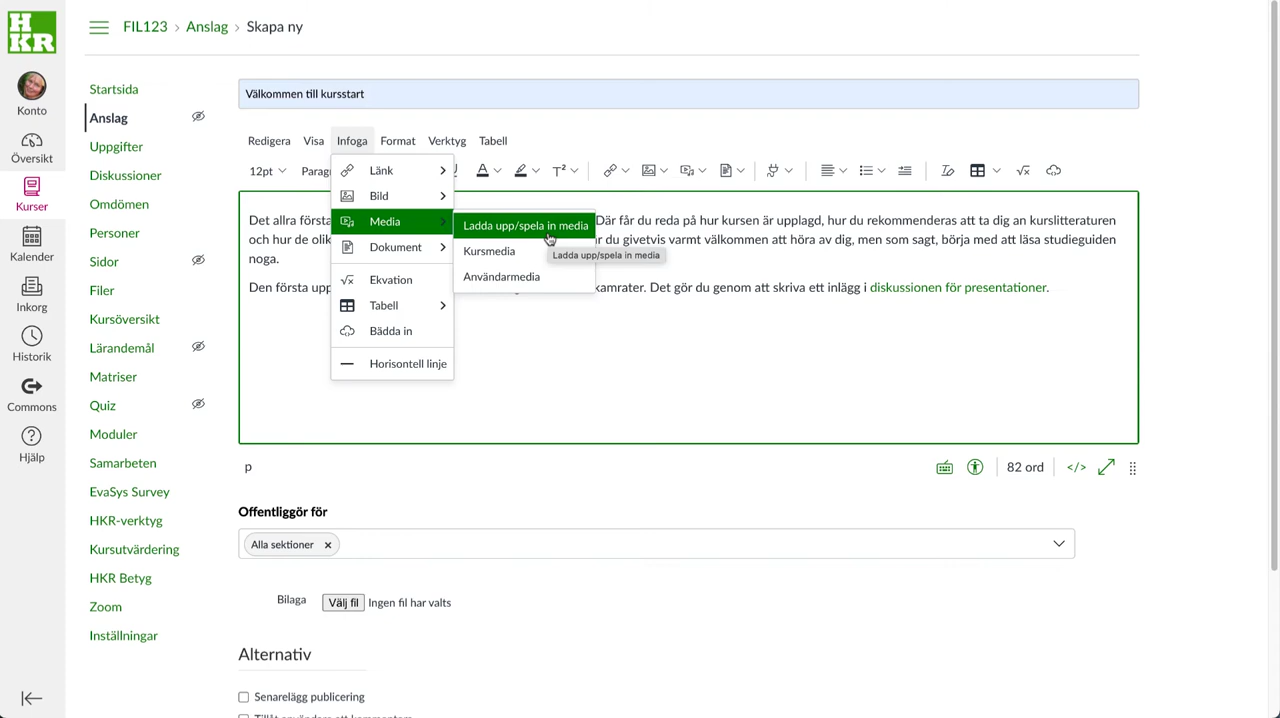 HKR
FIL123 › Anslag › Skapa ny
Konto
Översikt
Kurser
Kalender
Inkorg
Historik
Commons
Hjälp
Startsida
Anslag
Uppgifter
Diskussioner
Omdömen
Personer
Sidor
Filer
Kursöversikt
Lärandemål
Matriser
Quiz
Moduler
Samarbeten
EvaSys Survey
HKR-verktyg
Kursutvärdering
HKR Betyg
Zoom
Inställningar
Välkommen till kursstart
Redigera Visa Infoga Format Verktyg Tabell
12pt
Länk
Bild
Media
Dokument
Ekvation
Tabell
Bädda in
Horisontell linje
Ladda upp/spela in media
Kursmedia
Användarmedia
Ladda upp/spela in media
Det allra första Där får du reda på hur kursen är upplagd, hur du rekommenderas att ta dig an kurslitteraturen
och hur de du givetvis varmt välkommen att höra av dig, men som sagt, börja med att läsa studieguiden
noga.
Den första kamrater. Det gör du genom att skriva ett inlägg i diskussionen för presentationer.
p
82 ord
</>
Offentliggör för
Alla sektioner ×
Bilaga Välj fil Ingen fil har valts
Alternativ
Senarelägg publicering